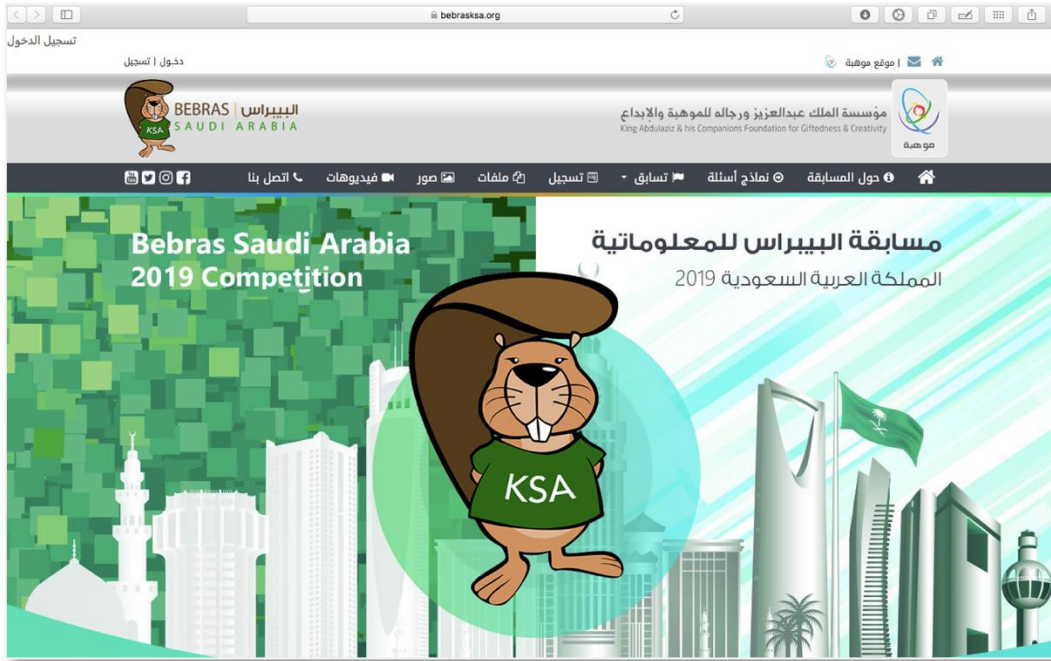 bebrasksa.org
تسجيل الدخول
موقع موهبة |
دخول | تسجيل
مؤسسة الملك عبدالعزيز ورجاله للموهبة والإبداع
King Abdulaziz & his Companions Foundation for Giftedness & Creativity
موهبة
BEBRAS | البيبراس
SAUDI ARABIA
KSA
حول المسابقة
نماذج أسئلة
تسابق
تسجيل
ملفات
صور
فيديوهات
اتصل بنا
مسابقة البيبراس للمعلوماتية
المملكة العربية السعودية 2019
Bebras Saudi Arabia
2019 Competition
KSA